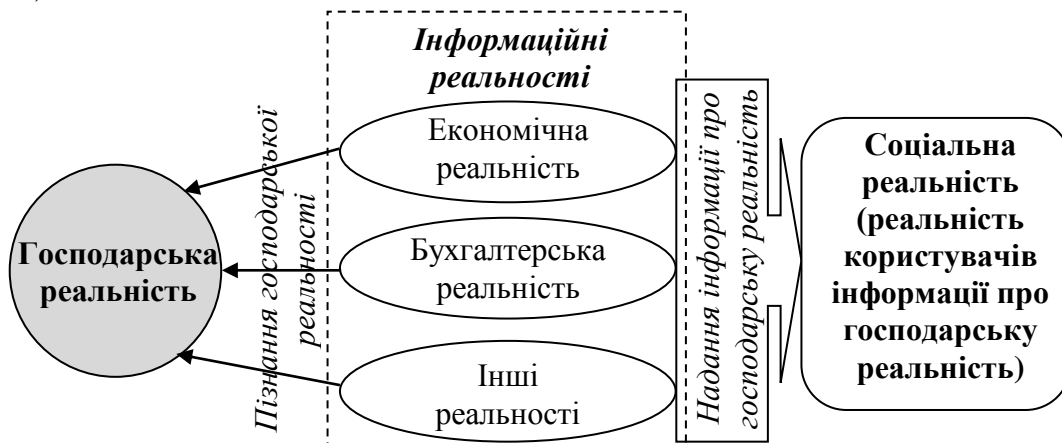 Інформаційні
реальності
Економічна
реальність
Бухгалтерська
реальність
Інші
реальності
Господарська
реальність
Пізнання господарської
реальності
Надання інформації про
господарську реальність
Соціальна
реальність
(реальність
користувачів
інформації про
господарську
реальність)